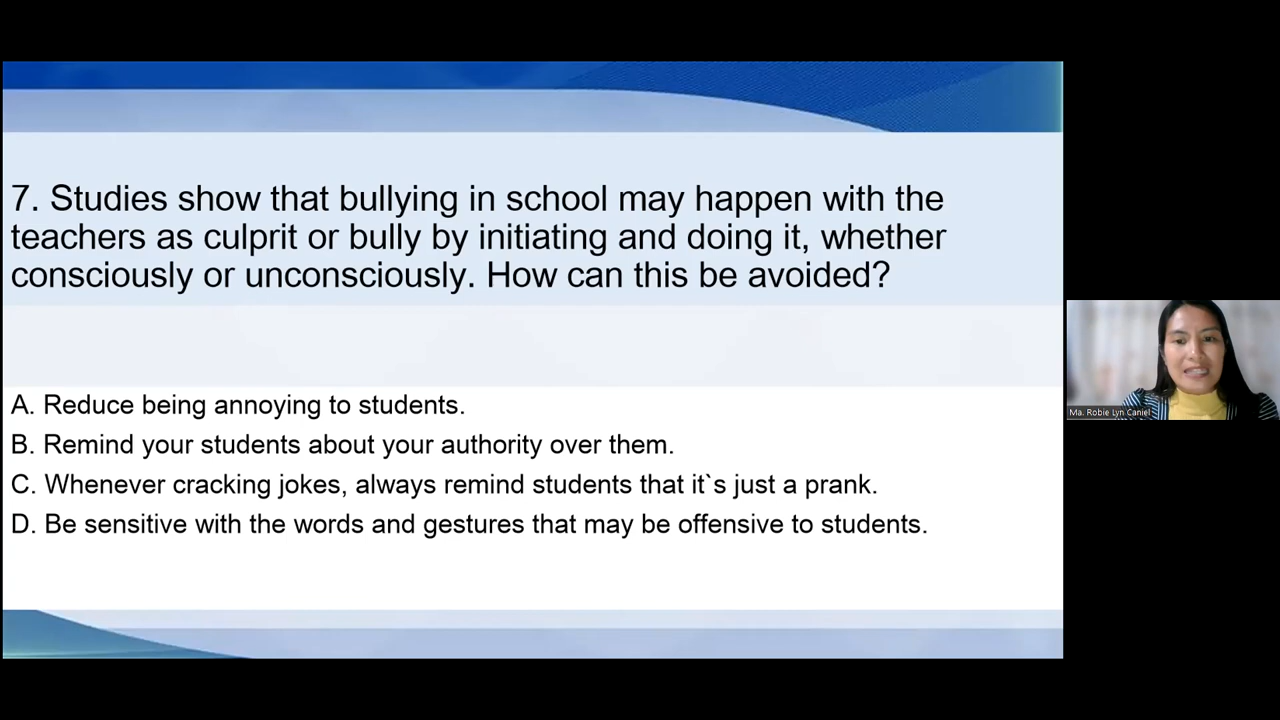 7. Studies show that bullying in school may happen with the
teachers as culprit or bully by initiating and doing it, whether
consciously or unconsciously. How can this be avoided?
A. Reduce being annoying to students.
B. Remind your students about your authority over them.
C. Whenever cracking jokes, always remind students that it`s just a prank.
D. Be sensitive with the words and gestures that may be offensive to students.
Ma. Robie Lyn Caniel